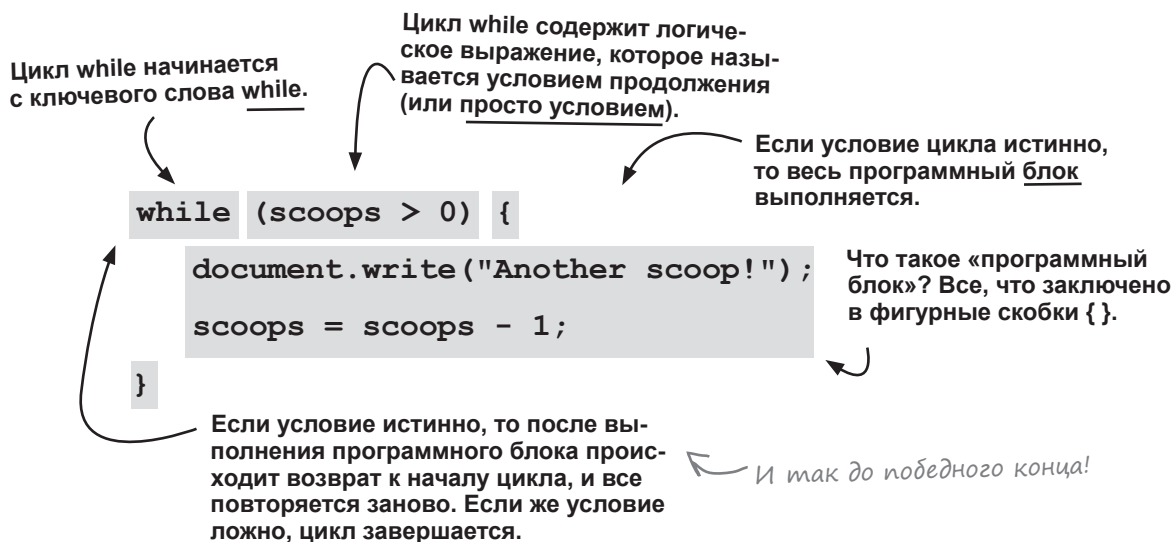 Цикл while начинается
с ключевого слова while.
Цикл while содержит логиче-
ское выражение, которое назы-
вается условием продолжения
(или просто условием).
Если условие цикла истинно,
то весь программный блок
выполняется.
while (scoops > 0) {
document.write("Another scoop!");
scoops = scoops - 1;
}
Что такое «программный
блок»? Все, что заключено
в фигурные скобки { }.
Если условие истинно, то после вы-
полнения программного блока проис-
ходит возврат к началу цикла, и все
повторяется заново. Если же условие
ложно, цикл завершается.
И так до победного конца!